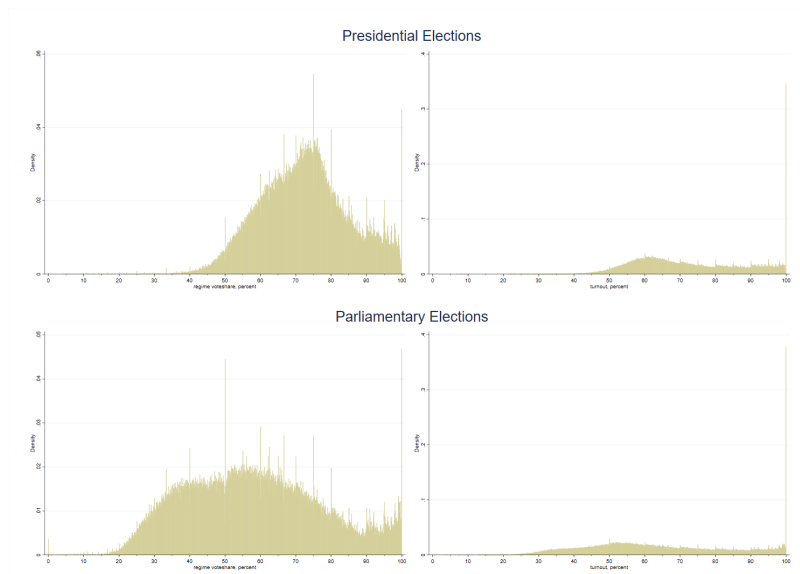 Presidential Elections
.06
.04
.02
0
Density
0 10 20 30 40 50 60 70 80 90 100
regime voteshare, percent
.4
.3
.2
.1
0
Density
0 10 20 30 40 50 60 70 80 90 100
turnout, percent
Parliamentary Elections
.05
.04
.03
.02
.01
0
Density
0 10 20 30 40 50 60 70 80 90 100
regime voteshare, percent
.4
.3
.2
.1
0
Density
0 10 20 30 40 50 60 70 80 90 100
turnout, percent